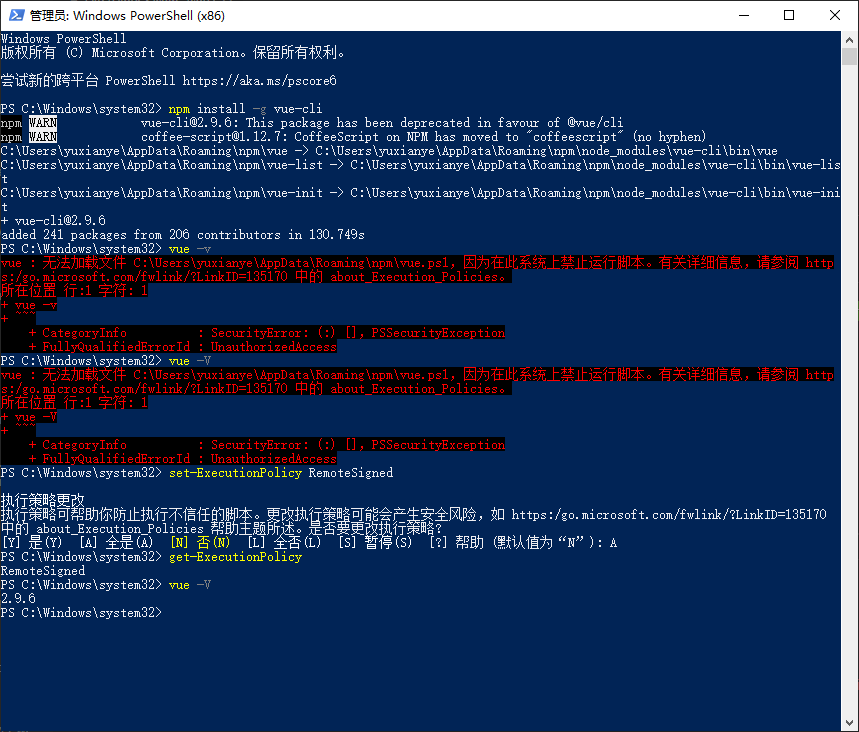 管理员: Windows PowerShell (x86)
Windows PowerShell
版权所有 (C) Microsoft Corporation。保留所有权利。
尝试新的跨平台 PowerShell https://aka.ms/pscore6
PS C:\Windows\system32> npm install -g vue-cli
npm WARN vue-cli@2.9.6: This package has been deprecated in favour of @vue/cli
npm WARN coffee-script@1.12.7: CoffeeScript on NPM has moved to "coffeescript" (no hyphen)
C:\Users\yuxianye\AppData\Roaming\npm\vue -> C:\Users\yuxianye\AppData\Roaming\npm\node_modules\vue-cli\bin\vue
C:\Users\yuxianye\AppData\Roaming\npm\vue-list -> C:\Users\yuxianye\AppData\Roaming\npm\node_modules\vue-cli\bin\vue-lis
t
C:\Users\yuxianye\AppData\Roaming\npm\vue-init -> C:\Users\yuxianye\AppData\Roaming\npm\node_modules\vue-cli\bin\vue-ini
t
+ vue-cli@2.9.6
added 241 packages from 206 contributors in 130.749s
PS C:\Windows\system32> vue -v
vue : 无法加载文件 C:\Users\yuxianye\AppData\Roaming\npm\vue.ps1，因为在此系统上禁止运行脚本。有关详细信息，请参阅 http
s:/go.microsoft.com/fwlink/?LinkID=135170 中的 about_Execution_Policies。
所在位置 行:1 字符: 1
+ vue -v
+ ~~~
+ CategoryInfo : SecurityError: (:) []，PSSecurityException
+ FullyQualifiedErrorId : UnauthorizedAccess
PS C:\Windows\system32> vue -V
vue : 无法加载文件 C:\Users\yuxianye\AppData\Roaming\npm\vue.ps1，因为在此系统上禁止运行脚本。有关详细信息，请参阅 http
s:/go.microsoft.com/fwlink/?LinkID=135170 中的 about_Execution_Policies。
所在位置 行:1 字符: 1
+ vue -V
+ ~~~
+ CategoryInfo : SecurityError: (:) []，PSSecurityException
+ FullyQualifiedErrorId : UnauthorizedAccess
PS C:\Windows\system32> set-ExecutionPolicy RemoteSigned
执行策略更改
执行策略可帮助你防止执行不信任的脚本。更改执行策略可能会产生安全风险，如 https:/go.microsoft.com/fwlink/?LinkID=135170
中的 about_Execution_Policies 帮助主题所述。是否要更改执行策略?
[Y] 是(Y) [A] 全是(A) [N] 否(N) [L] 全否(L) [S] 暂停(S) [?] 帮助 (默认值为“N”): A
PS C:\Windows\system32> get-ExecutionPolicy
RemoteSigned
PS C:\Windows\system32> vue -V
2.9.6
PS C:\Windows\system32>